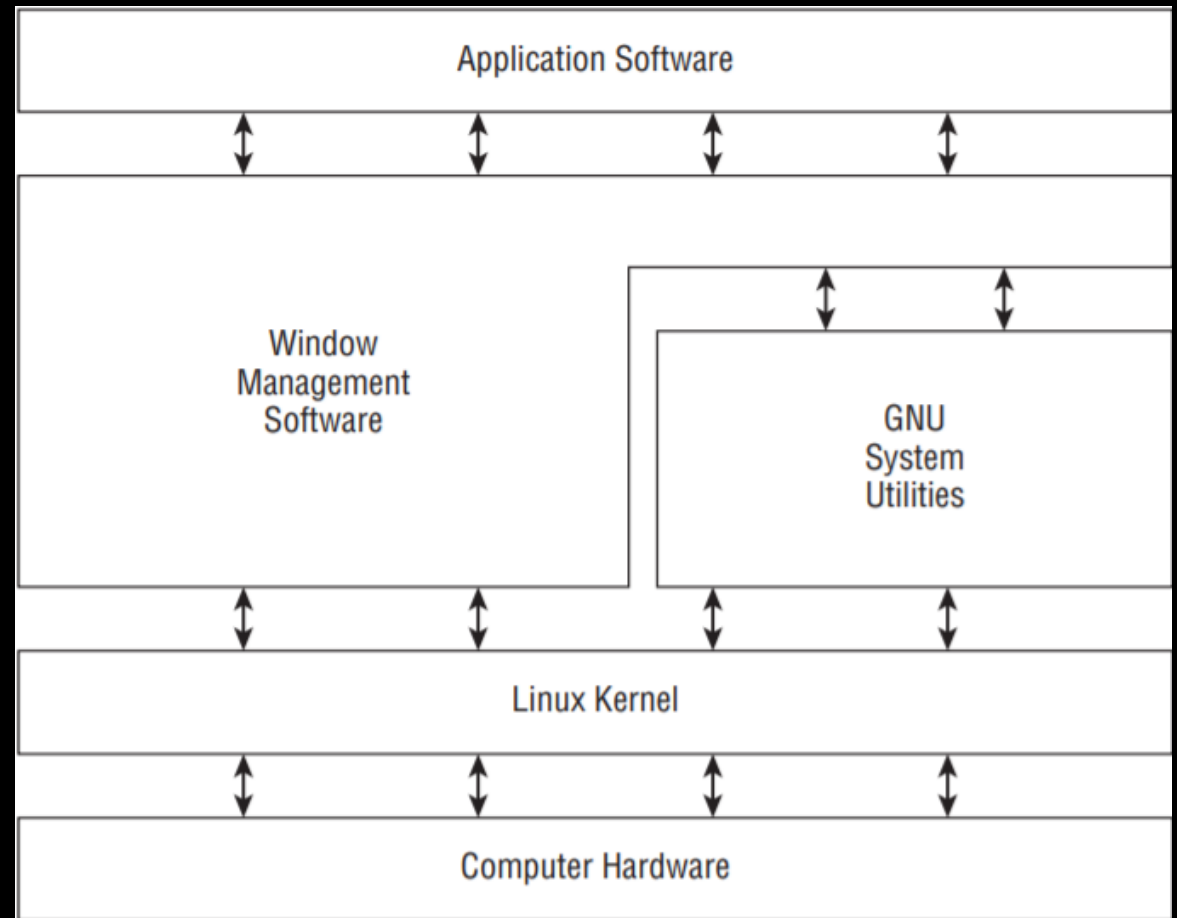 Application Software
Window
Management
Software
GNU
System
Utilities
Linux Kernel
Computer Hardware